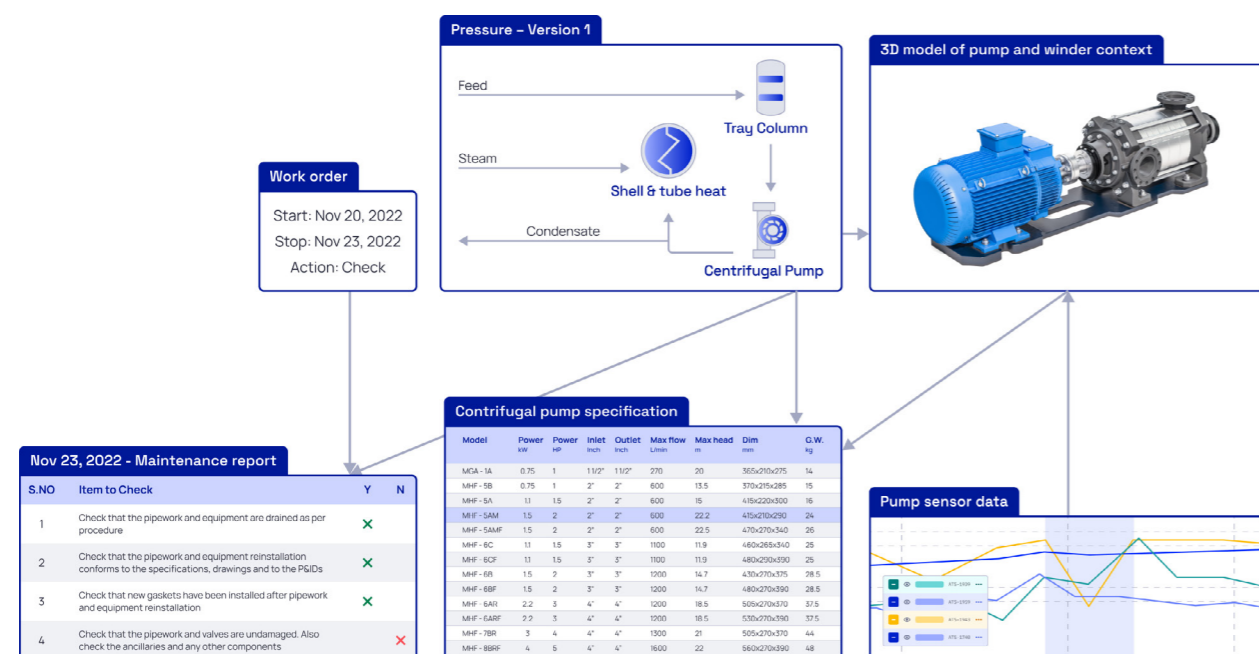 Pressure – Version 1
Feed
Tray Column
Steam
Shell & tube heat
Condensate
Centrifugal Pump
3D model of pump and winder context
Work order
Start: Nov 20, 2022
Stop: Nov 23, 2022
Action: Check
Nov 23, 2022 - Maintenance report
S.NO Item to Check Y N
1 Check that the pipework and equipment are drained as per
procedure
2 Check that the pipework and equipment reinstallation
conforms to the specifications, drawings and to the P&IDs
3 Check that new gaskets have been installed after pipework
and equipment reinstallation
4 Check that the pipework and valves are undamaged. Also
check the ancillaries and any other components
Contrifugal pump specification
Model Power Power Inlet Outlet Max flow Max head Dim G.W.
kW HP Inch Inch L/min m mm kg
MGA - 1A 0.75 1 1 1/2" 1 1/2" 270 20 365x210x275 14
MHF - 5B 0.75 1 2" 2" 600 13.5 370x215x285 15
MHF - 5A 1.1 1.5 2" 2" 600 15 415x220x300 16
MHF - 5AM 1.5 2 2" 2" 600 22.2 415x210x290 24
MHF - 5AMF 1.5 2 2" 2" 600 22.5 470x270x340 26
MHF - 6C 1.1 1.5 3" 3" 1100 11.9 460x265x340 25
MHF - 6CF 1.1 1.5 3" 3" 1100 11.9 480x290x390 25
MHF - 6B 1.5 2 3" 3" 1200 14.7 430x270x375 28.5
MHF - 6BF 1.5 2 3" 3" 1200 14.7 480x270x390 28.5
MHF - 6AR 2.2 3 4" 4" 1200 18.5 505x270x370 37.5
MHF - 6ARF 2.2 3 4" 4" 1200 18.5 530x270x390 37.5
MHF - 7BR 3 4 4" 4" 1300 21 505x270x370 44
MHF - 8BRF 4 5 4" 4" 1600 22 560x270x390 48
Pump sensor data